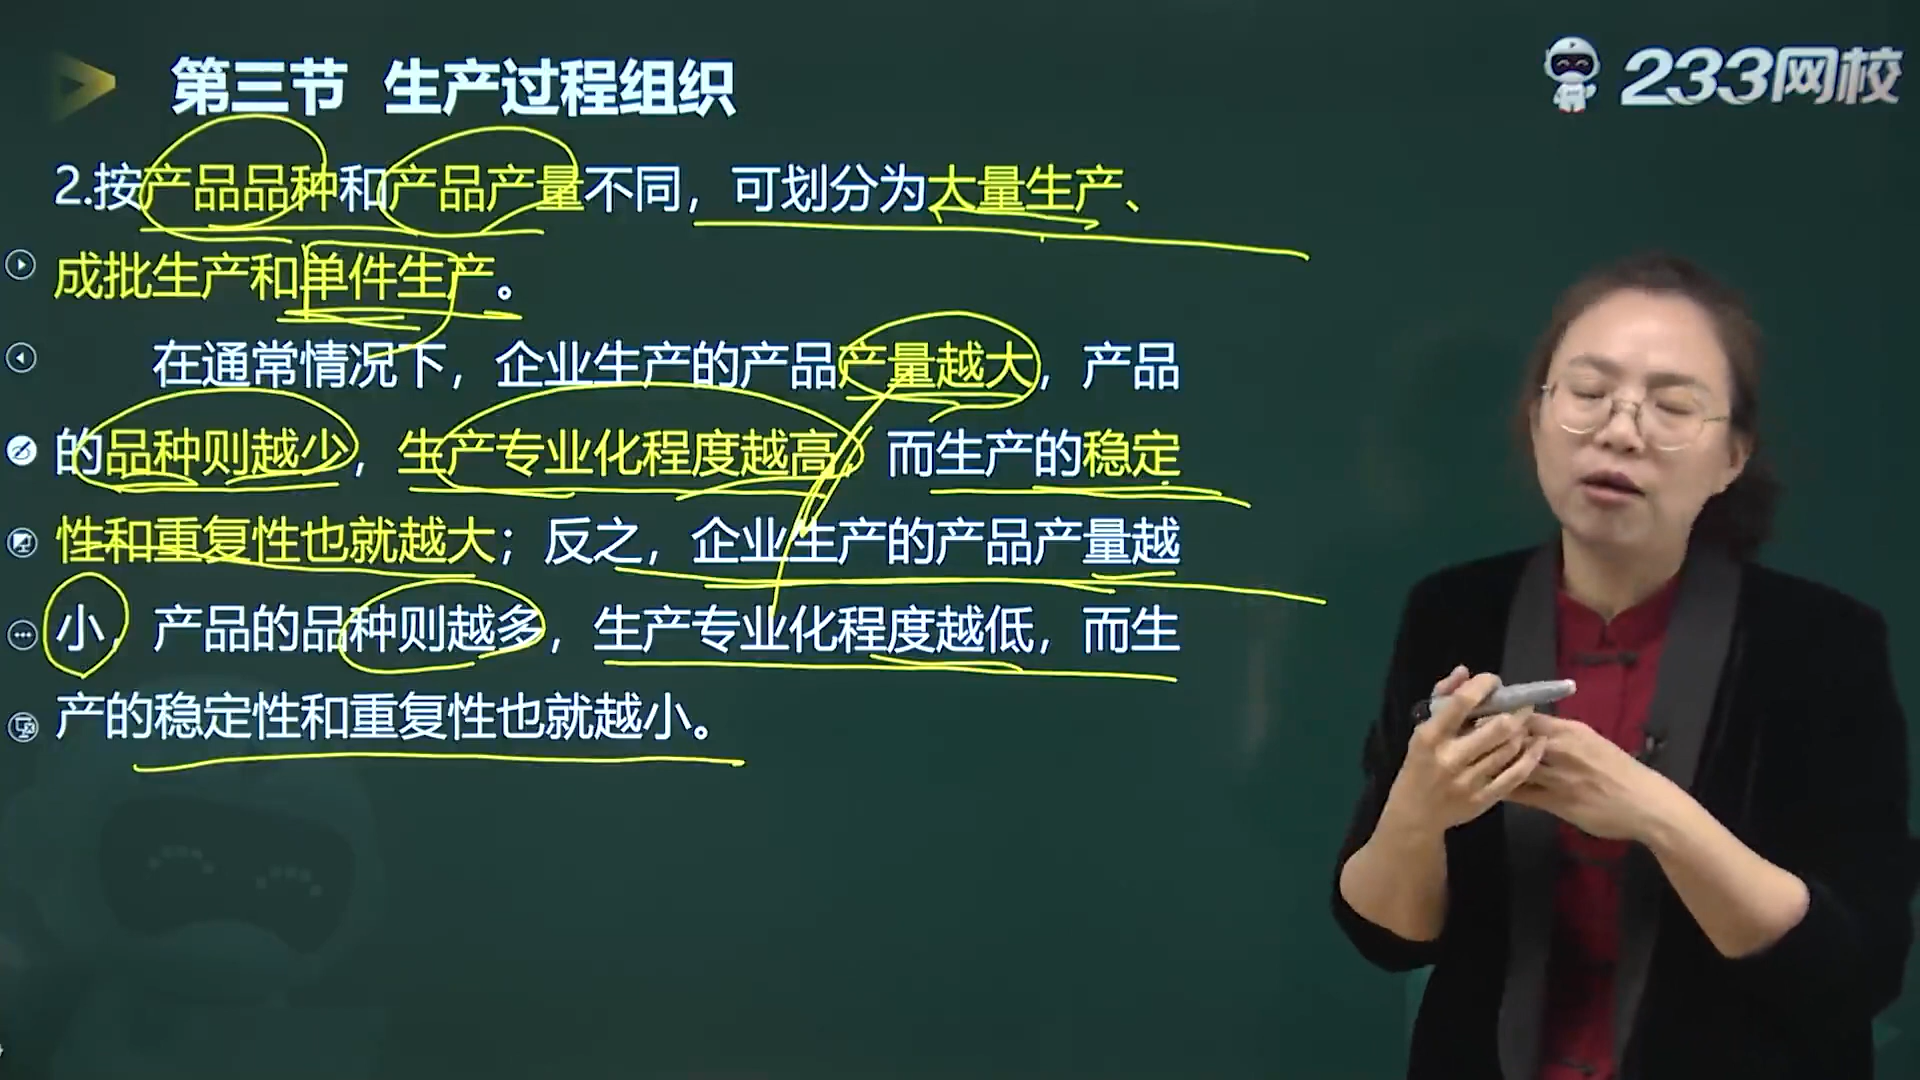 第三节 生产过程组织
233网校
2.按产品品种和产品产量不同，可划分为大量生产、
成批生产和单件生产。
在通常情况下，企业生产的产品产量越大，产品
的品种则越少，生产专业化程度越高，而生产的稳定
性和重复性也就越大；反之，企业生产的产品产量越
小，产品的品种则越多，生产专业化程度越低，而生
产的稳定性和重复性也就越小。